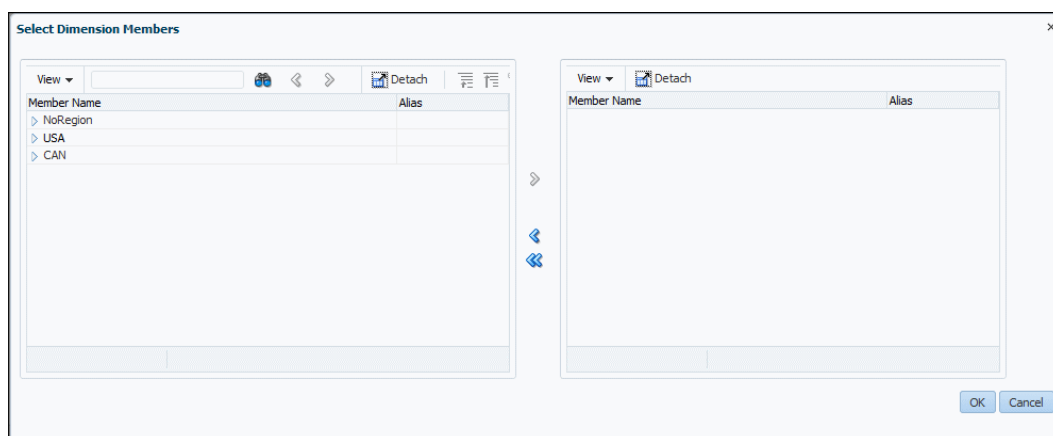 Select Dimension Members
View Detach
Member Name Alias
NoRegion
USA
CAN
View Detach
Member Name Alias
OK Cancel